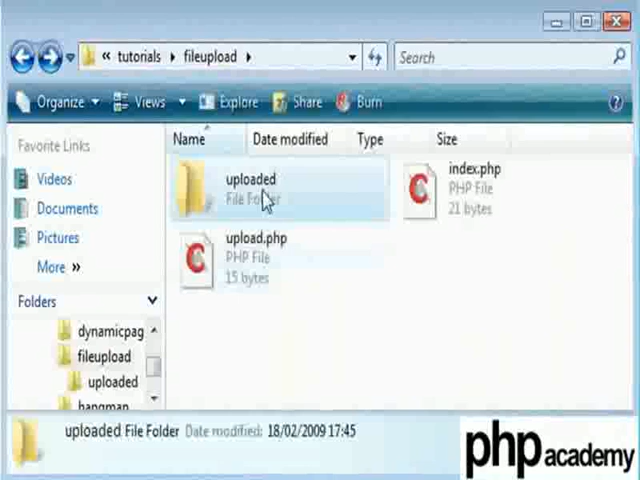 « tutorials ▸ fileupload ▸
Search
Organize Views Explore Share Burn
Favorite Links
Videos
Documents
Pictures
More »
Folders
dynamicpag
fileupload
uploaded
hangman
Name Date modified Type Size
uploaded
File Folder
index.php
PHP File
21 bytes
upload.php
PHP File
15 bytes
uploaded File Folder Date modified: 18/02/2009 17:45
php academy